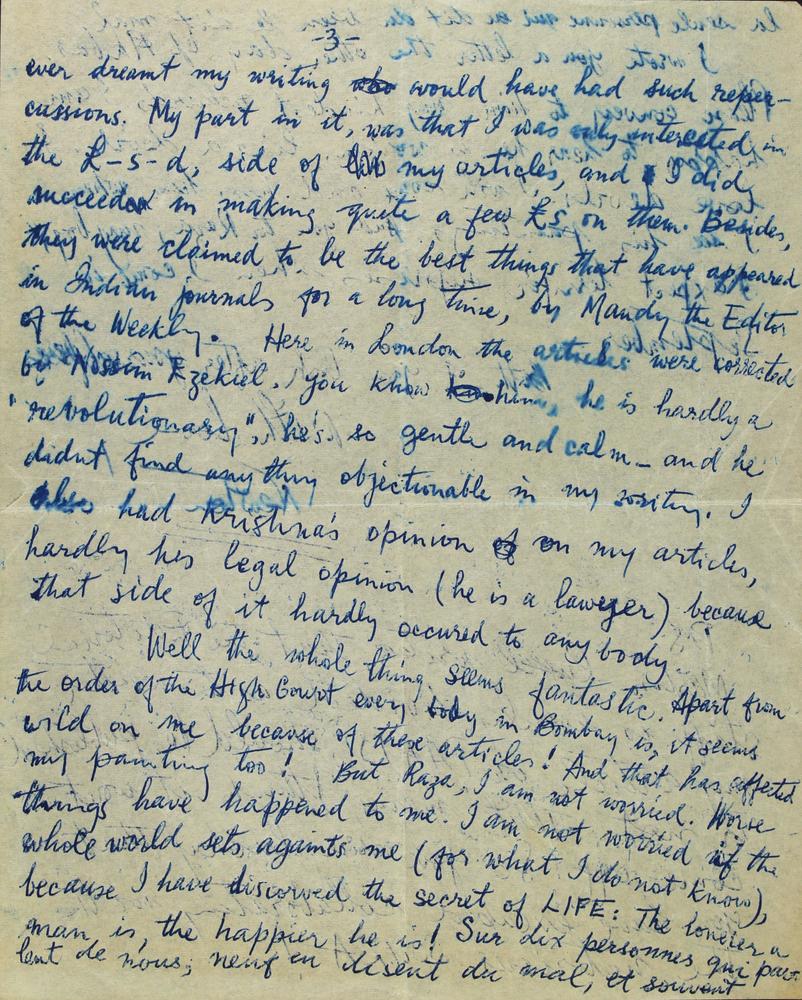 -3-
ever dreamt my writing would have had such reper-
cussions. My part in it, was that I was only interested in
the £-s-d, side of my articles, and I did
succeeded in making quite a few £s on them. Besides,
they were claimed to be the best things that have appeared
in Indian journals for a long time, by Mandy the Editor
of the Weekly. Here in London the articles were corrected
by Nissim Ezekiel. You know him, he is hardly a
"revolutionary", he's so gentle and calm – and he
didnt find anything objectionable in my. I
also had Krishna's opinion on my articles,
hardly his legal opinion (he is a laweyer) because
that side of it hardly occured to anybody.
Well the whole thing seems fantastic. Apart from
the order of the High Court every body in Bombay is, it seems
wild on me because of these articles! And that has affected
my painting too! But Raza, I am not worried. Worse
things have happened to me. I am not worried if the
whole world sets againts me (for what I do not know),
because I have discorved the secret of LIFE: The lonelier a
man is, the happier he is! Sur dix personnes qui par-
lent de nous, neuf en disent du mal, et souvent